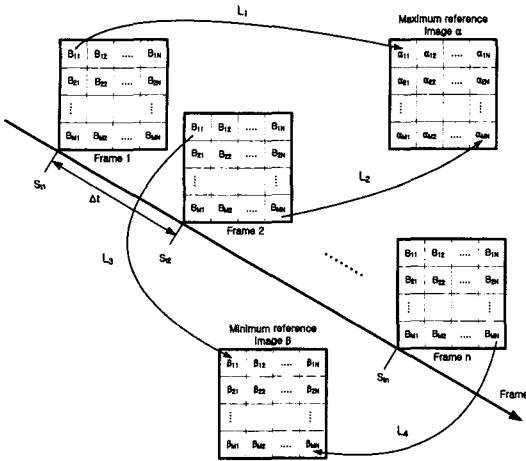 L₁
Maximum reference
image α
B₁₁ B₁₂ .... B₁N
B₂₁ B₂₂ .... B₂N
⋮ ⋮
BM1 BM2 .... BMN
Frame 1
α₁₁ α₁₂ .... α₁N
α₂₁ α₂₂ .... α₂N
⋮ ⋮
αM1 αM2 .... αMN
B₁₁ B₁₂ .... B₁N
B₂₁ B₂₂ .... B₂N
⋮ ⋮
BM1 BM2 .... BMN
Frame 2
L₂
St1
Δt
St2
L₃
........
B₁₁ B₁₂ .... B₁N
B₂₁ B₂₂ .... B₂N
⋮ ⋮
BM1 BM2 .... BMN
Frame n
Minimum reference
image β
β₁₁ β₁₂ .... β₁N
β₂₁ β₂₂ .... β₂N
⋮ ⋮
βM1 βM2 .... βMN
Stn
Frame
L₄